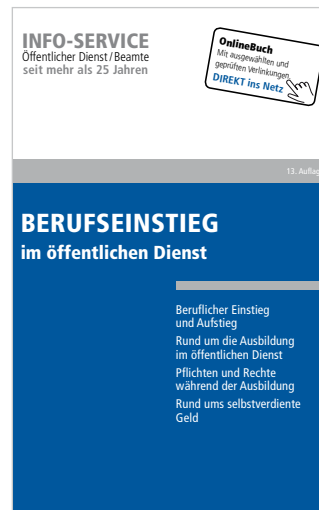 INFO-SERVICE
Öffentlicher Dienst/Beamte
seit mehr als 25 Jahren
OnlineBuch
Mit ausgewählten und
geprüften Verlinkungen
DIREKT ins Netz
13. Auflag
BERUFSEINSTIEG
im öffentlichen Dienst
Beruflicher Einstieg
und Aufstieg
Rund um die Ausbildung
im öffentlichen Dienst
Pflichten und Rechte
während der Ausbildung
Rund ums selbstverdiente
Geld